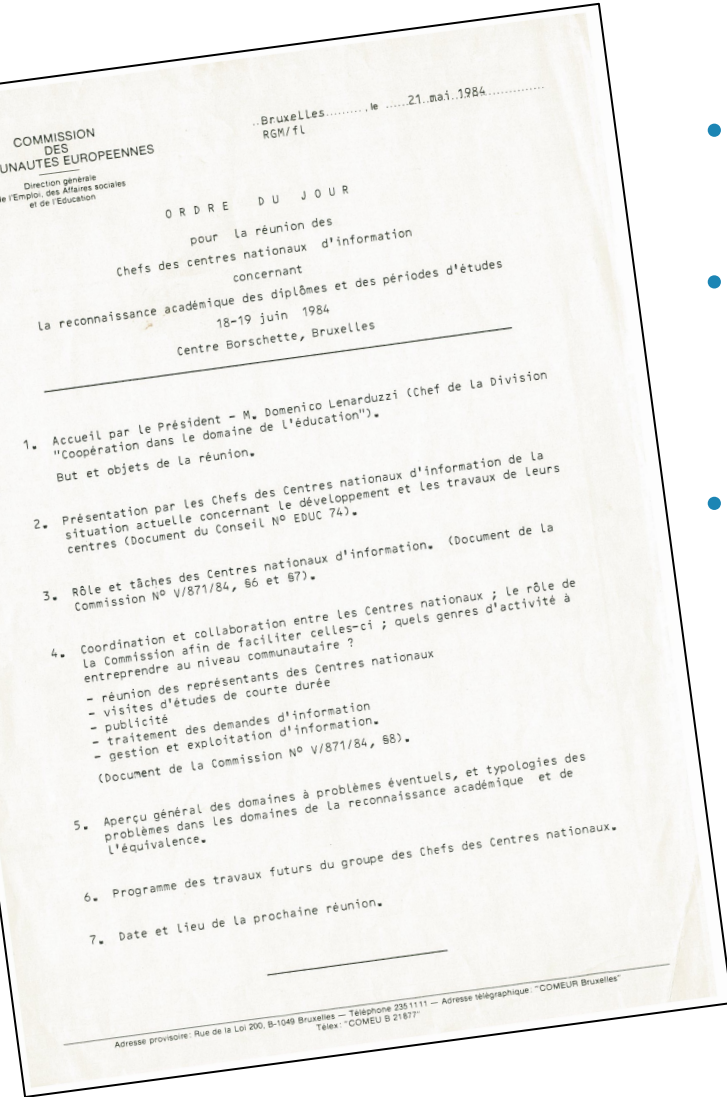 ..Bruxelles........., le ......21..mai..1984...............
RGM/fl
COMMISSION
DES
UNAUTÉS EUROPEENNES
Direction générale
de l'Emploi, des Affaires sociales
et de l'Education
O R D R E   D U   J O U R
pour la réunion des
Chefs des centres nationaux d'information
concernant
la reconnaissance académique des diplômes et des périodes d'études
18-19 juin 1984
Centre Borschette, Bruxelles
1. Accueil par le Président - M. Domenico Lenarduzzi (Chef de la Division
"Coopération dans le domaine de l'éducation").
But et objets de la réunion.
2. Présentation par les Chefs des Centres nationaux d'information de la
situation actuelle concernant le développement et les travaux de leurs
centres (Document du Conseil Nº EDUC 74).
3. Rôle et tâches des Centres nationaux d'information. (Document de la
Commission Nº V/871/84, §6 et §7).
4. Coordination et collaboration entre les Centres nationaux ; le rôle de
la Commission afin de faciliter celles-ci ; quels genres d'activité à
entreprendre au niveau communautaire ?
- réunion des représentants des Centres nationaux
- visites d'études de courte durée
- publicité
- traitement des demandes d'information
- gestion et exploitation d'information.
(Document de la Commission Nº V/871/84, §8).
5. Aperçu général des domaines à problèmes éventuels, et typologies des
problèmes dans les domaines de la reconnaissance académique et de
l'équivalence.
6. Programme des travaux futurs du groupe des Chefs des Centres nationaux.
7. Date et lieu de la prochaine réunion.
Adresse provisoire: Rue de la Loi 200, B-1049 Bruxelles — Téléphone 2351111 — Adresse télégraphique: "COMEUR Bruxelles"
Télex: "COMEU B 21877"